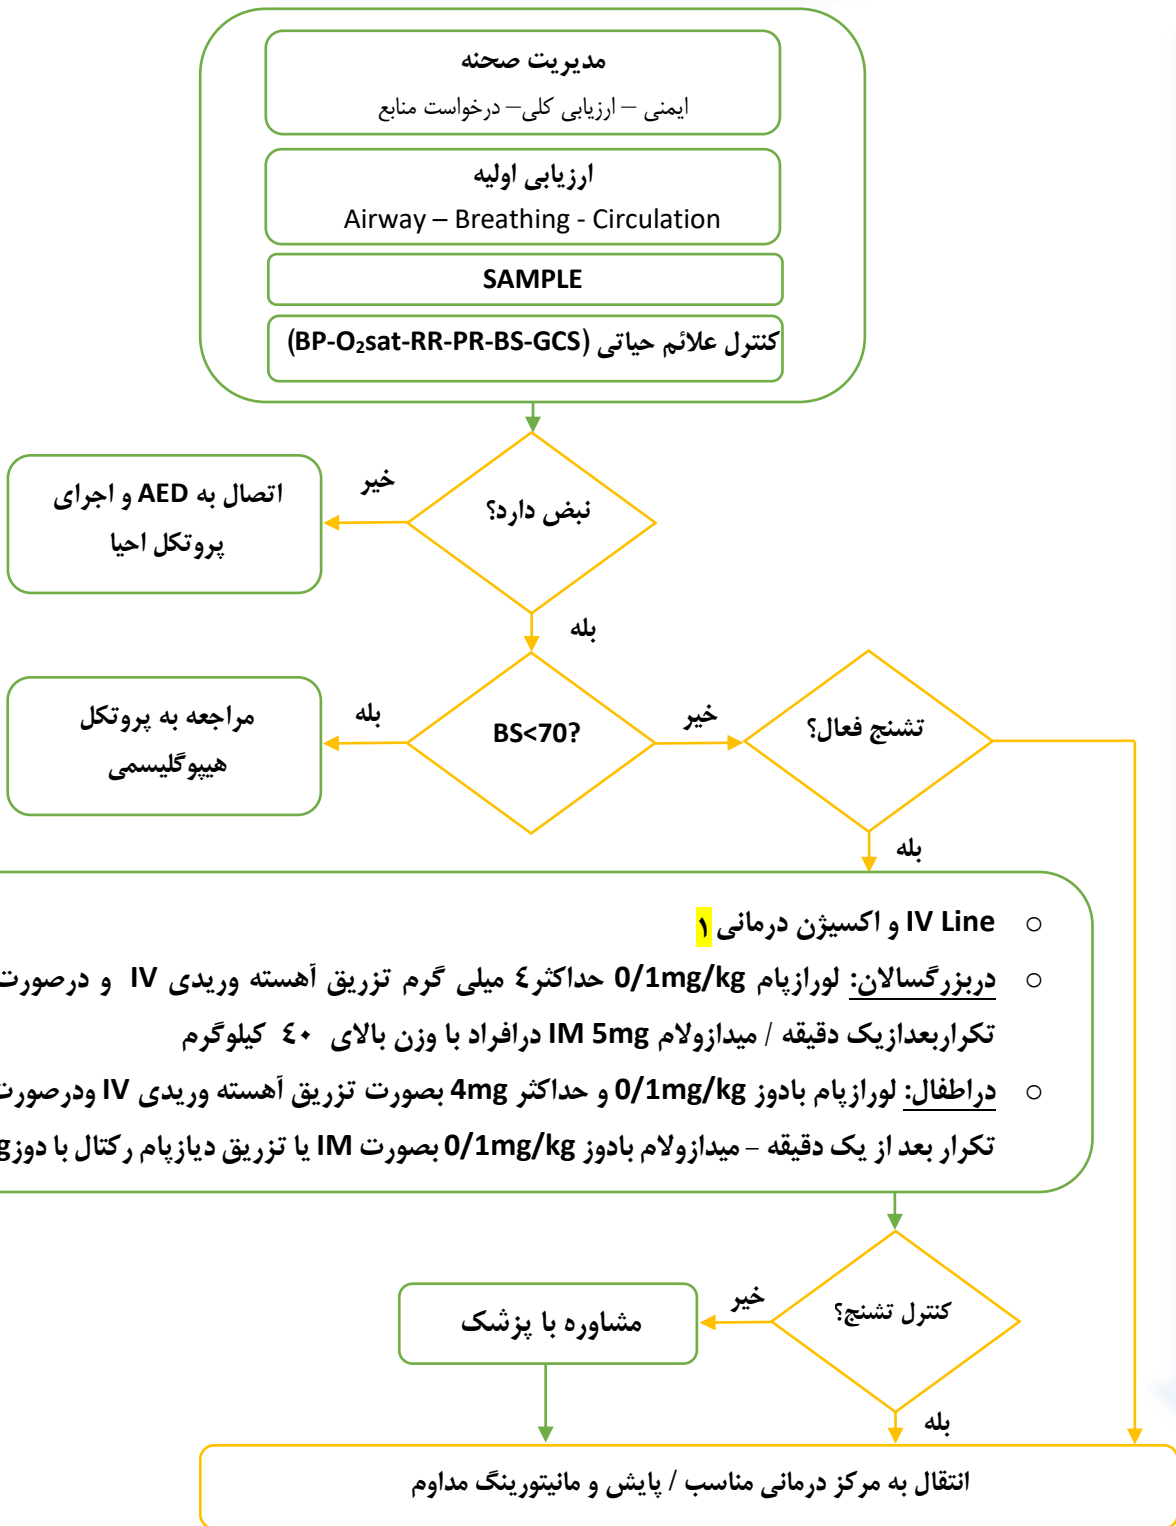 مدیریت صحنه
ایمنی – ارزیابی کلی– درخواست منابع
ارزیابی اولیه
Airway – Breathing - Circulation
SAMPLE
کنترل علائم حیاتی (BP-O₂sat-RR-PR-BS-GCS)
نبض دارد؟
خیر
اتصال به AED و اجرای
پروتکل احیا
بله
BS<70?
بله
مراجعه به پروتکل
هیپوگلیسمی
خیر
تشنج فعال؟
بله
○ IV Line و اکسیژن درمانی ۱
○ دربزرگسالان: لورازپام 0/1mg/kg حداکثر٤ میلی گرم تزریق آهسته وریدی IV و درصورت
تکراربعدازیک دقیقه / میدازولام IM 5mg درافراد با وزن بالای ٤۰ کیلوگرم
○ دراطفال: لورازپام بادوز 0/1mg/kg و حداکثر 4mg بصورت تزریق آهسته وریدی IV ودرصورت
تکرار بعد از یک دقیقه – میدازولام بادوز 0/1mg/kg بصورت IM یا تزریق دیازپام رکتال با دوز
کنترل تشنج؟
خیر
مشاوره با پزشک
بله
انتقال به مرکز درمانی مناسب / پایش و مانیتورینگ مداوم